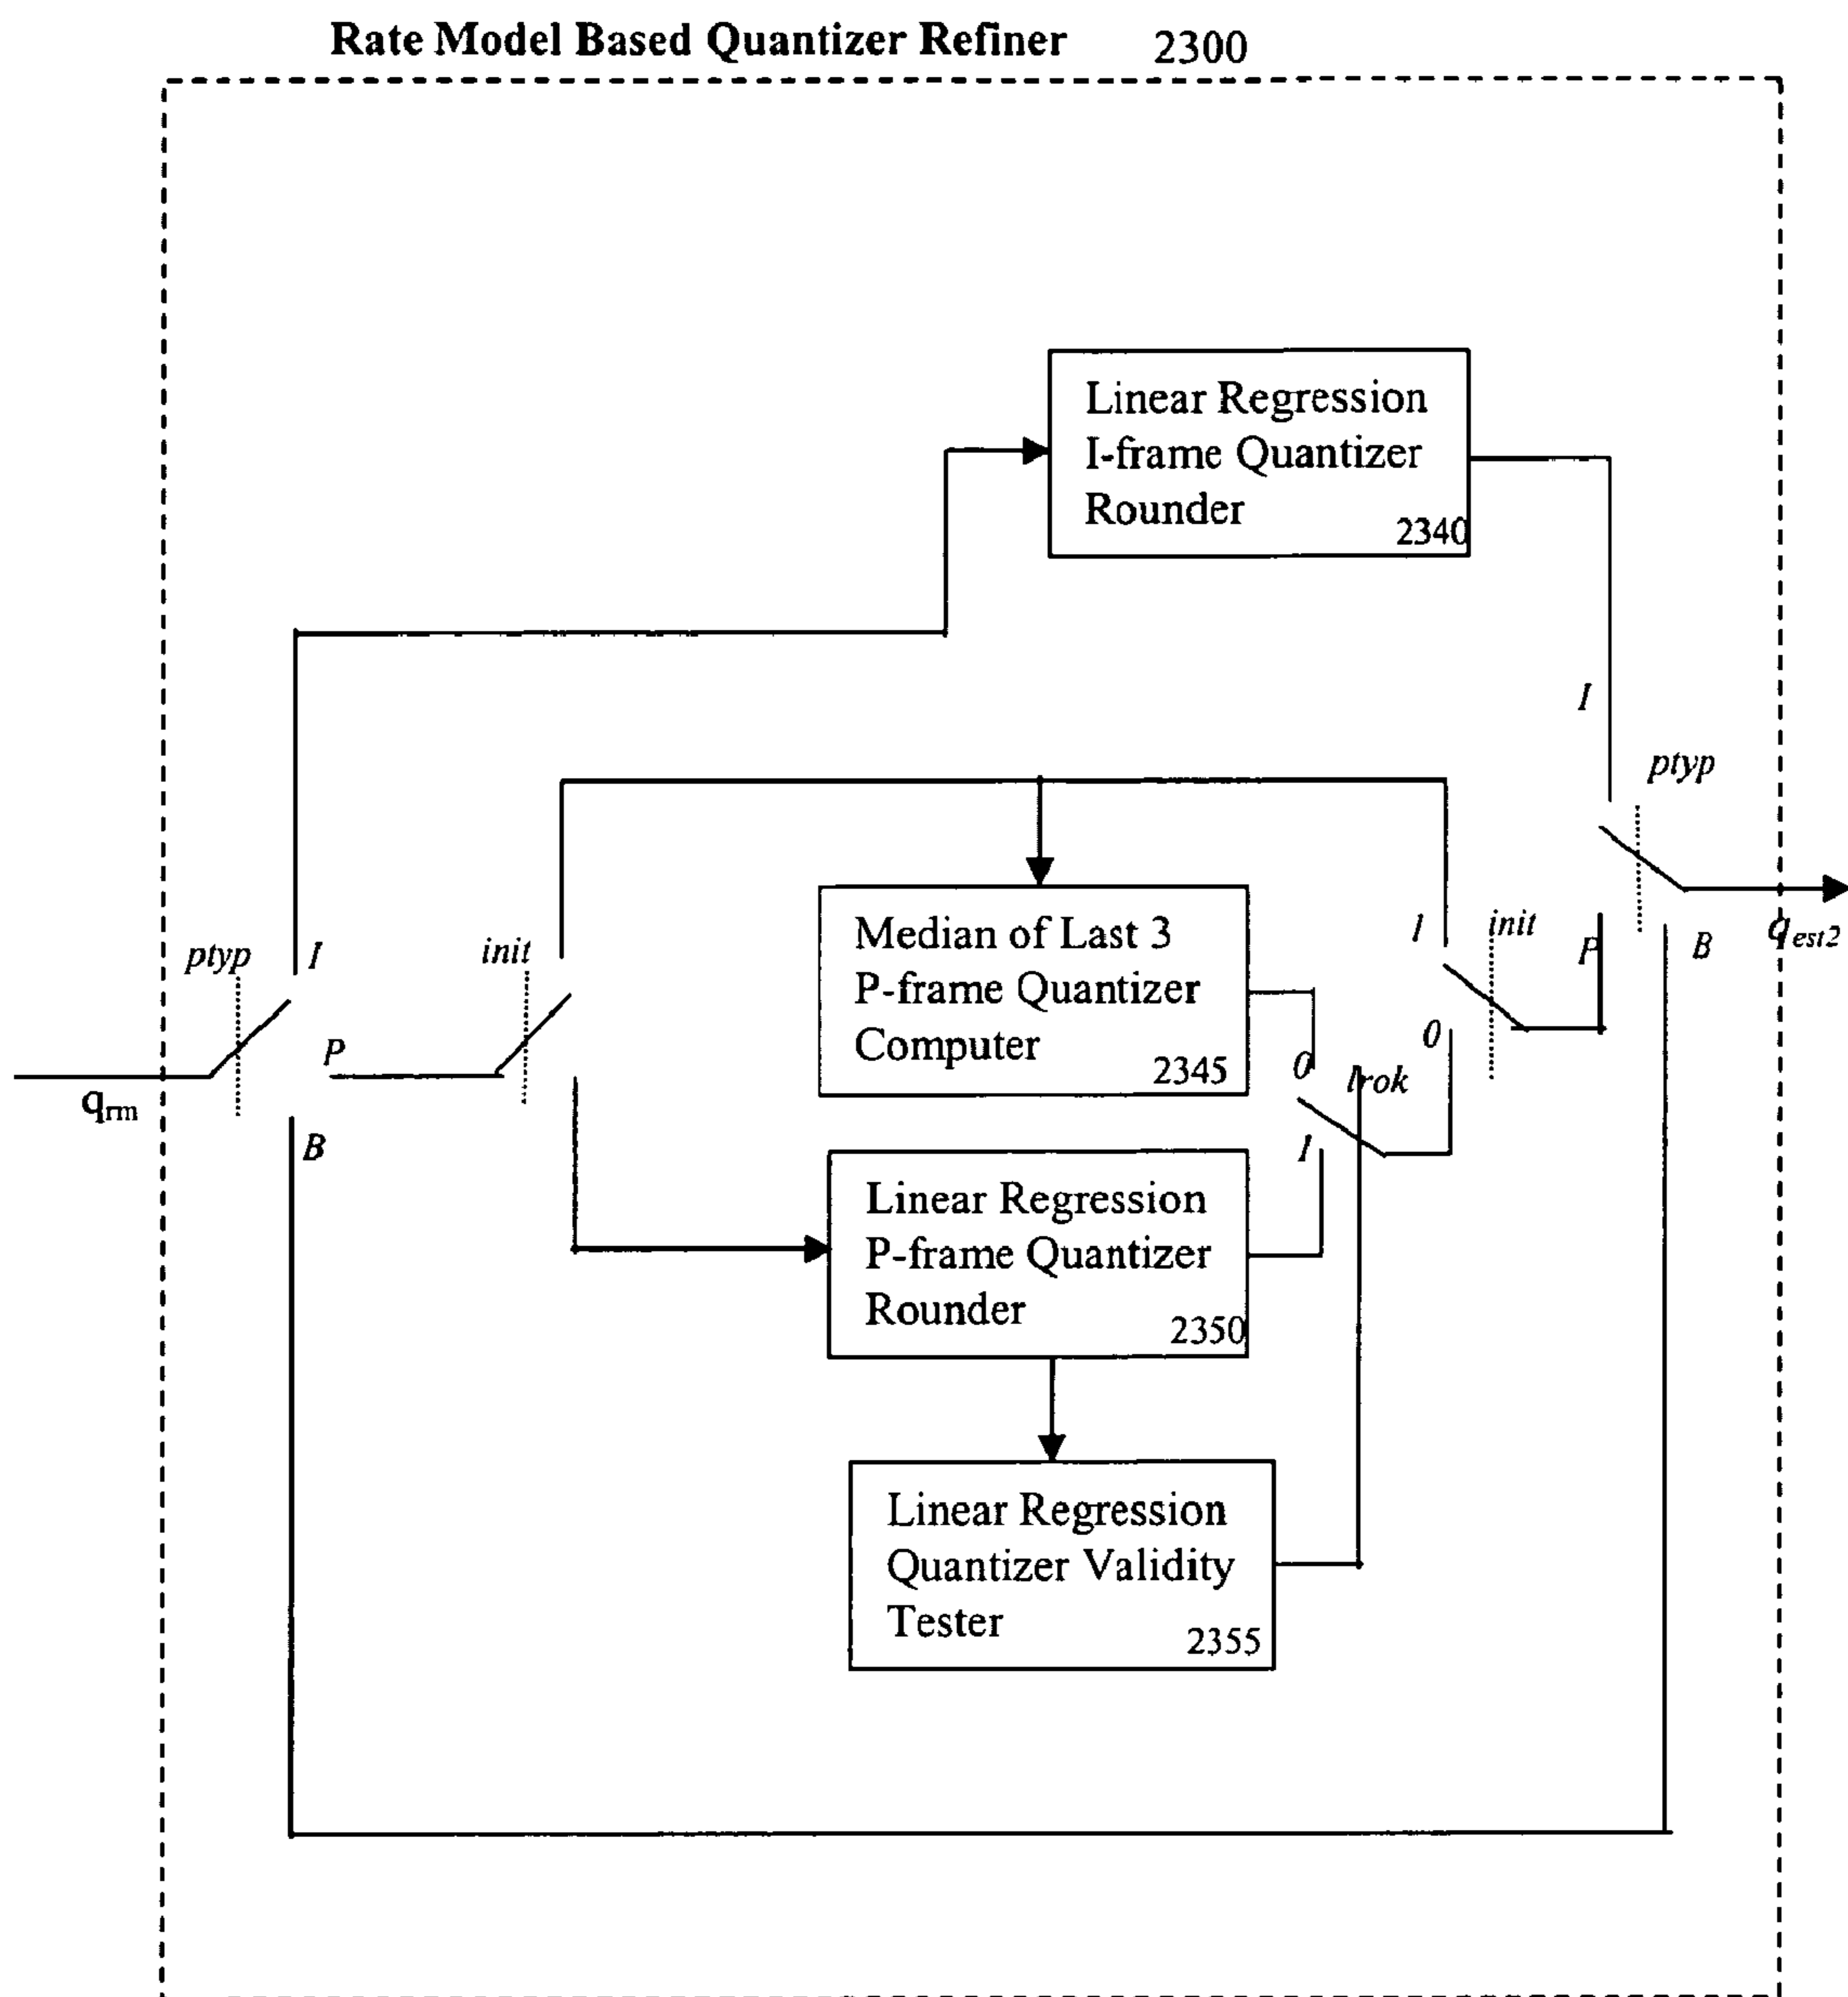 Rate Model Based Quantizer Refiner 2300
Linear Regression
I-frame Quantizer
Rounder
2340
I
ptyp
ptyp
I
init
Median of Last 3
P-frame Quantizer
Computer
2345
1
init
P
B
qest2
P
0
lrok
0
qrm
B
1
Linear Regression
P-frame Quantizer
Rounder
2350
Linear Regression
Quantizer Validity
Tester
2355